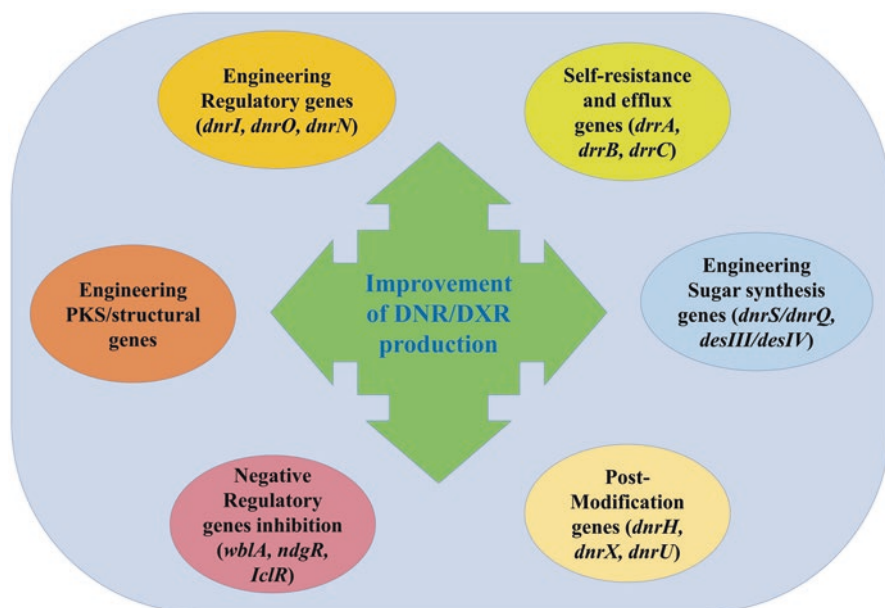 Engineering
Regulatory genes
(dnrI, dnrO, dnrN)
Self-resistance
and efflux
genes (drrA,
drrB, drrC)
Engineering
PKS/structural
genes
Improvement
of DNR/DXR
production
Engineering
Sugar synthesis
genes (dnrS/dnrQ,
desIII/desIV)
Negative
Regulatory
genes inhibition
(wblA, ndgR,
IclR)
Post-
Modification
genes (dnrH,
dnrX, dnrU)